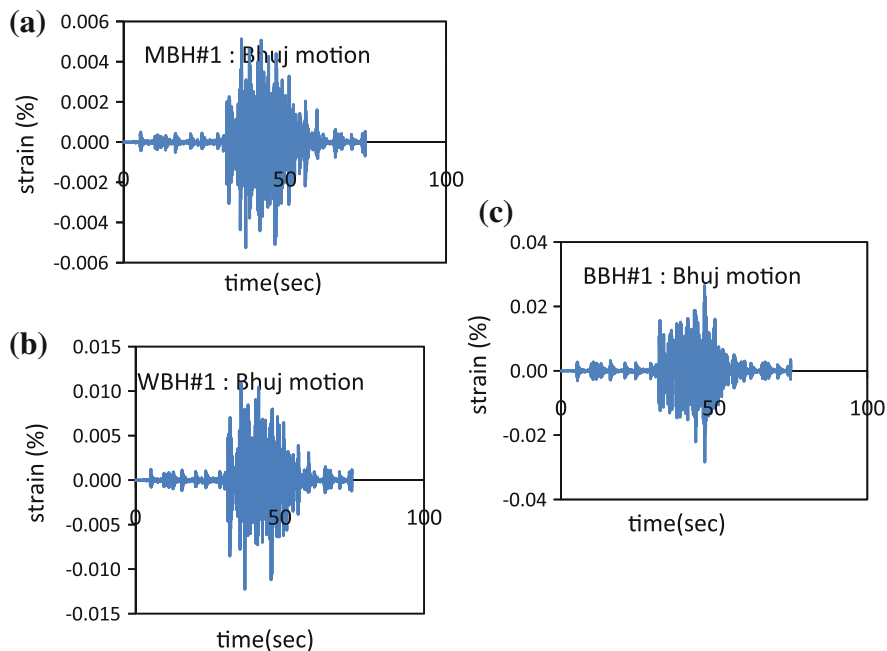 (a)
MBH#1 : Bhuj motion
strain (%)
0.006
0.004
0.002
0.000
-0.002
-0.004
-0.006
0
50
100
time(sec)
(b)
WBH#1 : Bhuj motion
strain (%)
0.015
0.010
0.005
0.000
-0.005
-0.010
-0.015
0
50
100
time(sec)
(c)
BBH#1 : Bhuj motion
strain (%)
0.04
0.02
0.00
-0.02
-0.04
0
50
100
time(sec)